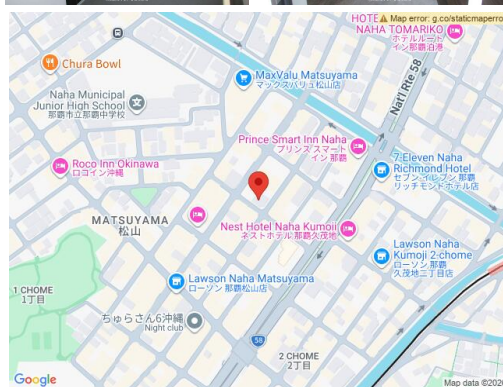 HOTE
Map error: g.co/staticmaperro
NAHA TOMARIKO
ホテルルート
イン那覇泊港
Chura Bowl
MaxValu Matsuyama
マックスバリュ松山店
Nat'l Rte 58
Naha Municipal
Junior High School
那覇市立那覇中学校
Prince Smart Inn Naha
プリンス スマート
イン 那覇
Roco Inn Okinawa
ロコイン沖縄
7 Eleven Naha
Richmond Hotel
セブン-イレブン 那覇
リッチモンドホテル店
MATSUYAMA
松山
Nest Hotel Naha Kumoji
ネストホテル 那覇久茂地
Lawson Naha
Kumoji 2-chome
ローソン 那覇
久茂地二丁目店
Lawson Naha Matsuyama
ローソン 那覇松山店
1 CHOME
1丁目
ちゅらさん6沖縄
Night club
58
2 CHOME
2丁目
Google
Map data ©202